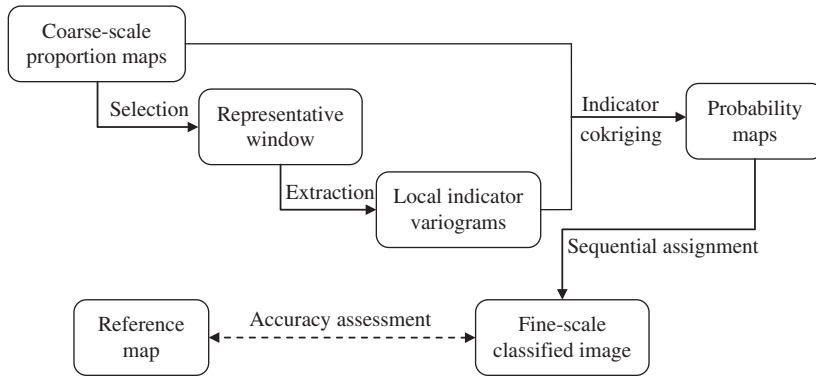 Coarse-scale
proportion maps
Selection
Representative
window
Extraction
Local indicator
variograms
Indicator
cokriging
Probability
maps
Sequential assignment
Reference
map
Accuracy assessment
Fine-scale
classified image